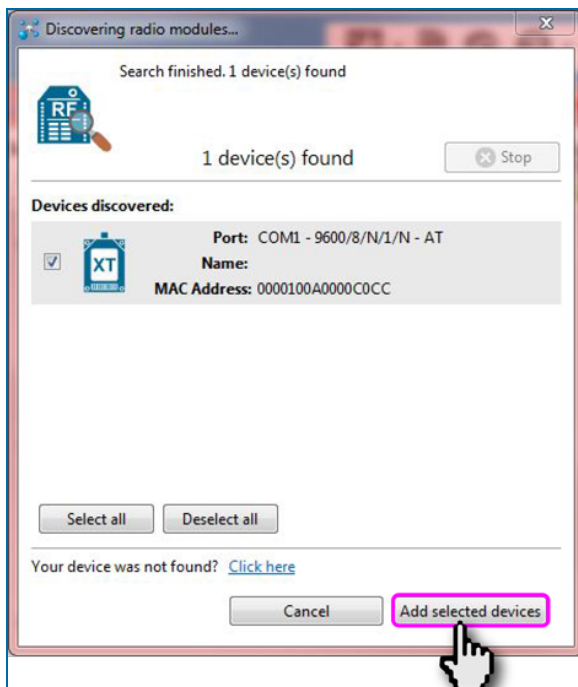 Discovering radio modules...
Search finished. 1 device(s) found
RF
1 device(s) found
Stop
Devices discovered:
Port: COM1 - 9600/8/N/1/N - AT
XT
Name:
MAC Address: 0000100A0000C0CC
Select all
Deselect all
Your device was not found? Click here
Cancel
Add selected devices